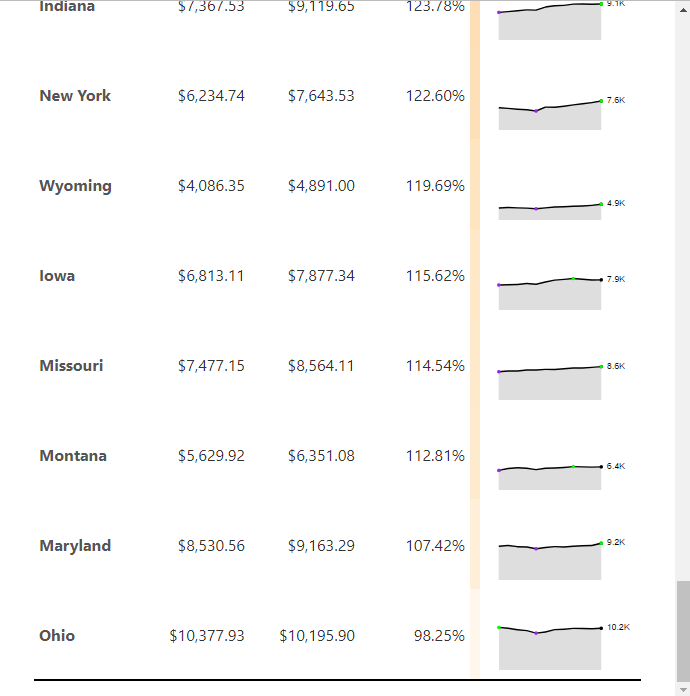 Indiana $7,367.53 $9,119.65 123.78% 9.1K
New York $6,234.74 $7,643.53 122.60% 7.6K
Wyoming $4,086.35 $4,891.00 119.69% 4.9K
Iowa $6,813.11 $7,877.34 115.62% 7.9K
Missouri $7,477.15 $8,564.11 114.54% 8.6K
Montana $5,629.92 $6,351.08 112.81% 6.4K
Maryland $8,530.56 $9,163.29 107.42% 9.2K
Ohio $10,377.93 $10,195.90 98.25% 10.2K